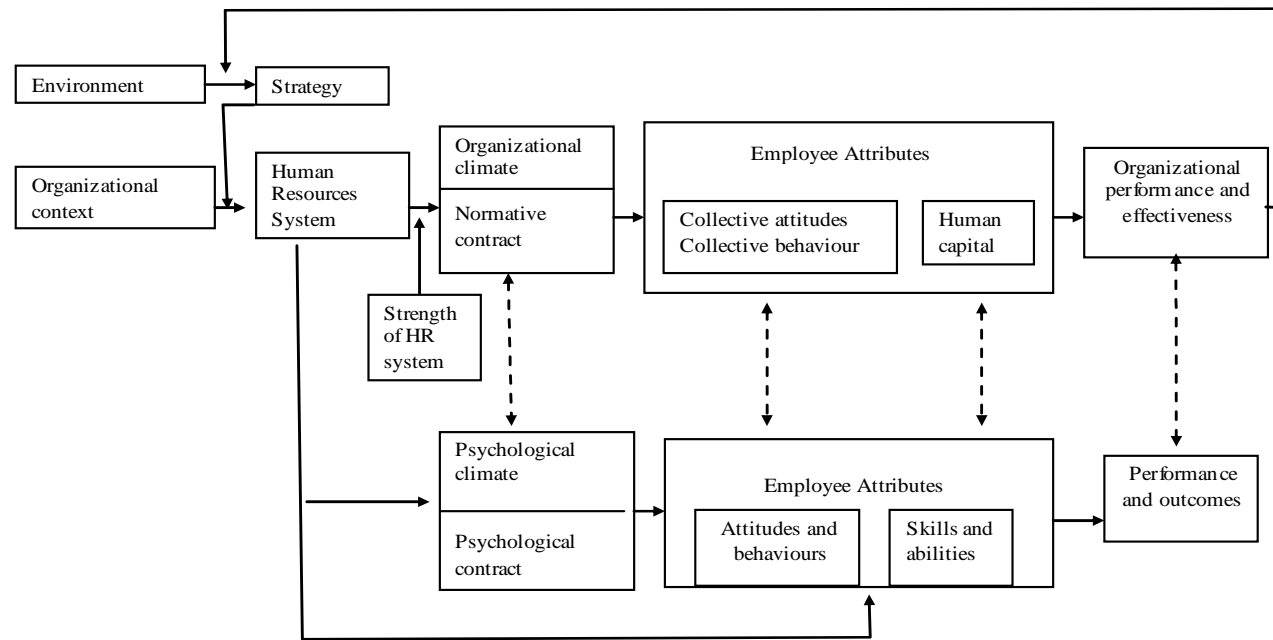 Environment
Strategy
Organizational
context
Human
Resources
System
Organizational
climate
Normative
contract
Strength
of HR
system
Employee Attributes
Collective attitudes
Collective behaviour
Human
capital
Organizational
performance and
effectiveness
Psychological
climate
Psychological
contract
Employee Attributes
Attitudes and
behaviours
Skills and
abilities
Performance
and outcomes